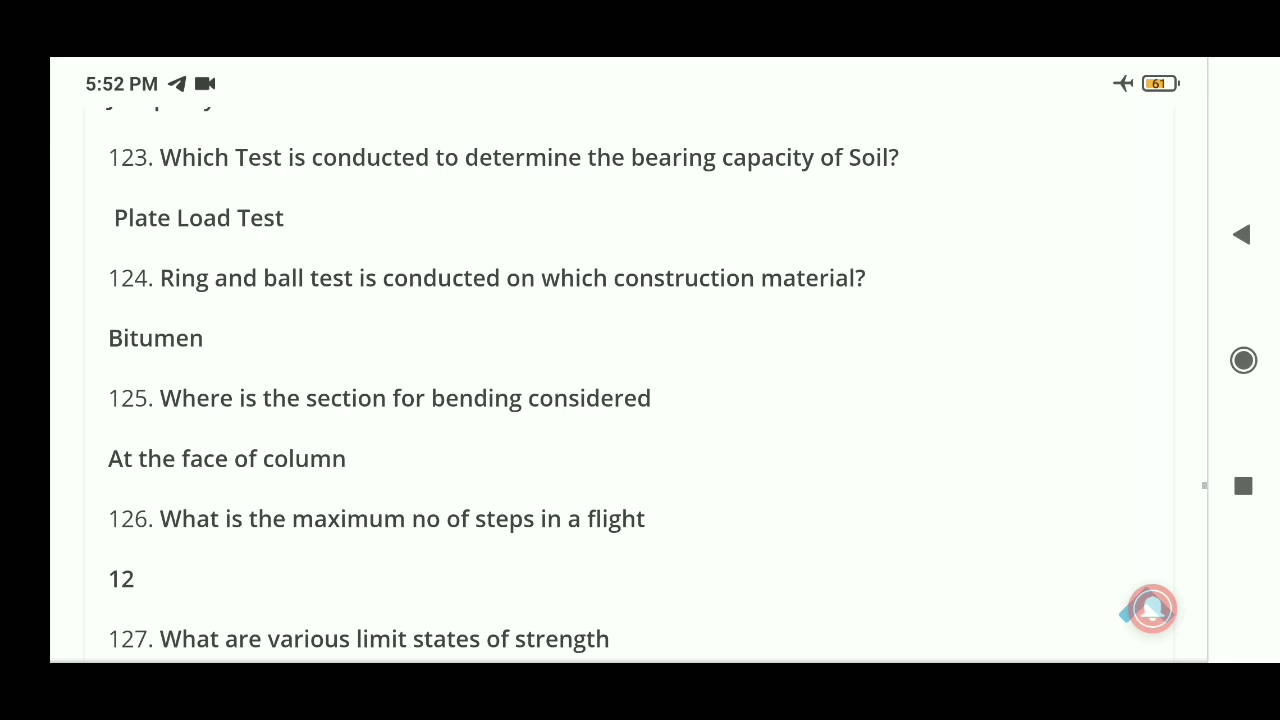 5:52 PM
61
123. Which Test is conducted to determine the bearing capacity of Soil?
Plate Load Test
124. Ring and ball test is conducted on which construction material?
Bitumen
125. Where is the section for bending considered
At the face of column
126. What is the maximum no of steps in a flight
12
127. What are various limit states of strength